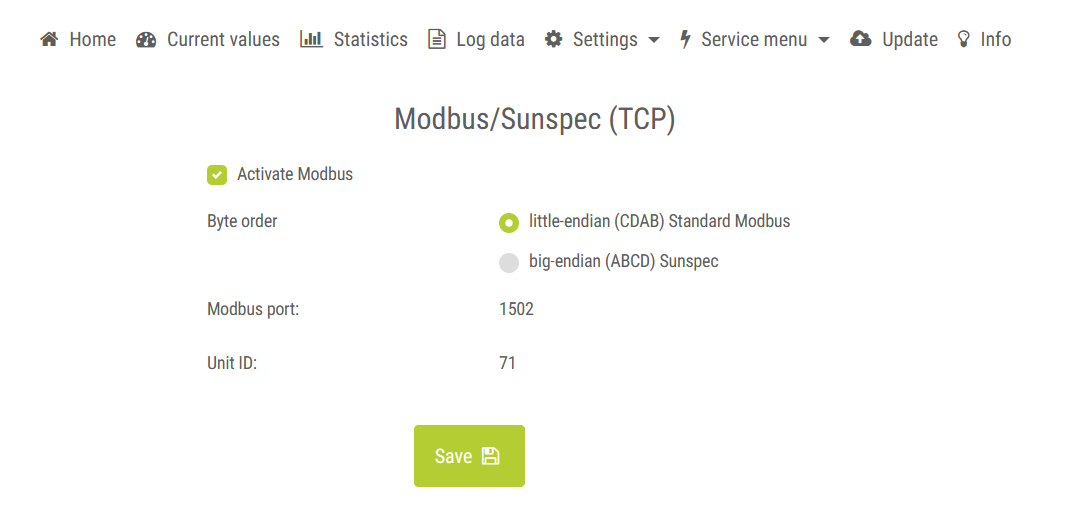 Home Current values Statistics Log data Settings Service menu Update Info
Modbus/Sunspec (TCP)
Activate Modbus
Byte order little-endian (CDAB) Standard Modbus
big-endian (ABCD) Sunspec
Modbus port: 1502
Unit ID: 71
Save